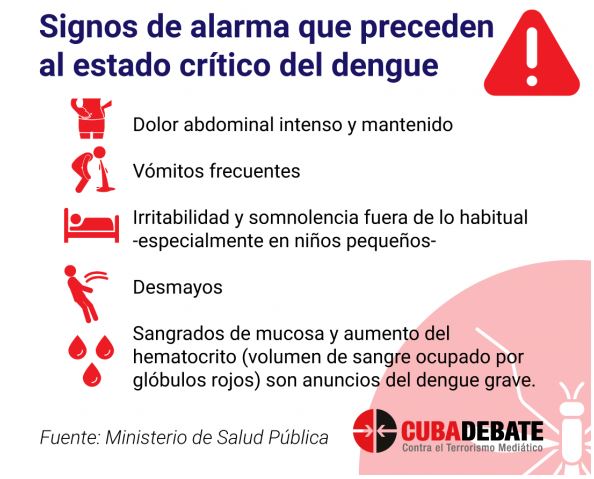 Signos de alarma que preceden
al estado crítico del dengue
Dolor abdominal intenso y mantenido
Vómitos frecuentes
Irritabilidad y somnolencia fuera de lo habitual
-especialmente en niños pequeños-
Desmayos
Sangrados de mucosa y aumento del
hematocrito (volumen de sangre ocupado por
glóbulos rojos) son anuncios del dengue grave.
Fuente: Ministerio de Salud Pública
CUBADEBATE
Contra el Terrorismo Mediático